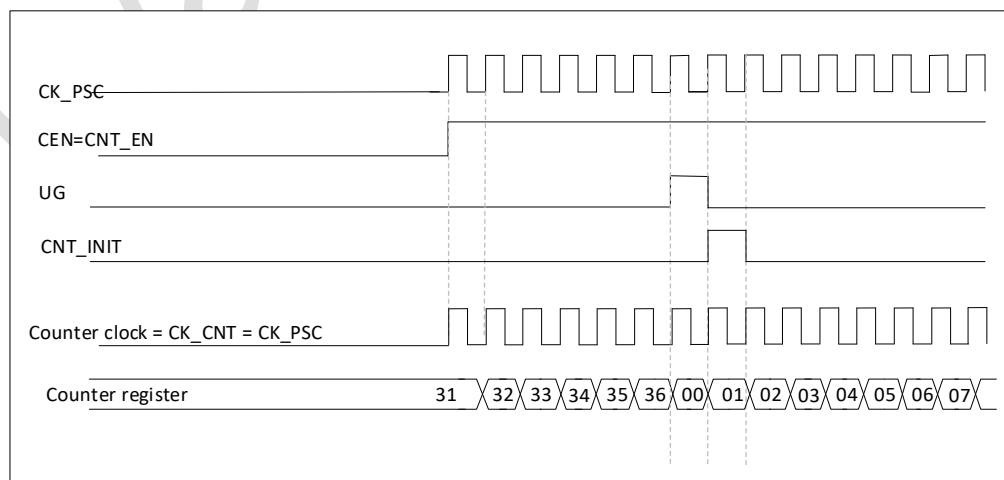 CK_PSC
CEN=CNT_EN
UG
CNT_INIT
Counter clock = CK_CNT = CK_PSC
Counter register 31 32 33 34 35 36 00 01 02 03 04 05 06 07